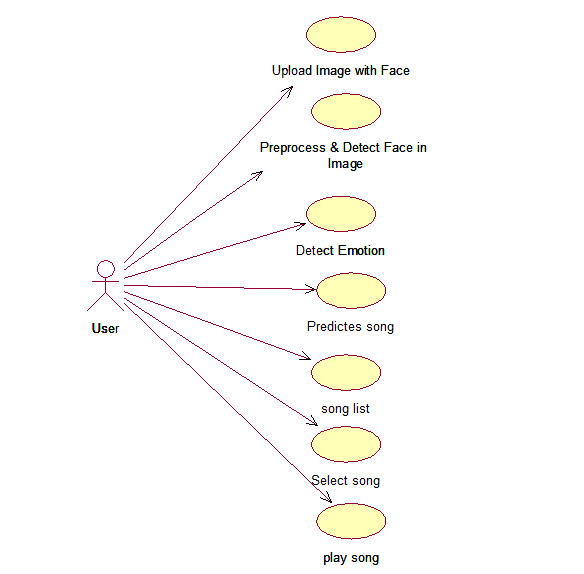 Upload Image with Face
Preprocess & Detect Face in
Image
Detect Emotion
Predictes song
User
song list
Select song
play song